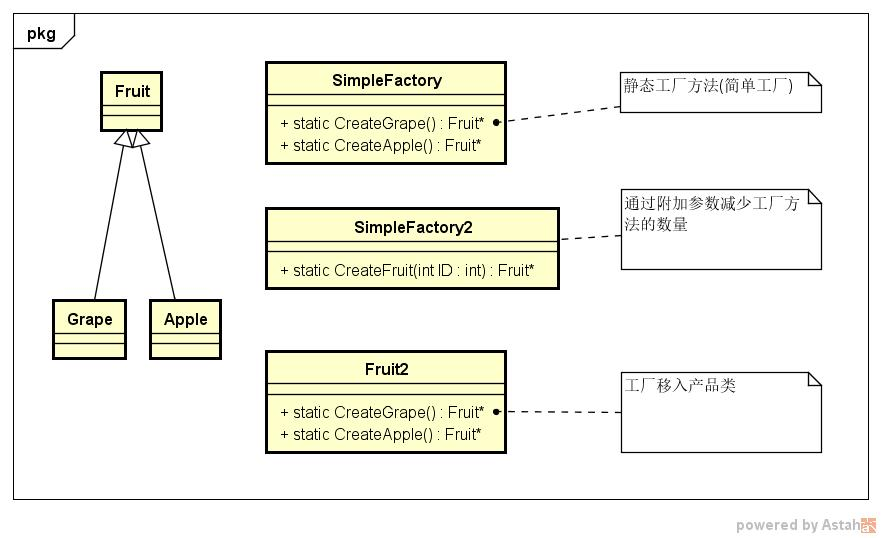 pkg
Fruit
Grape
Apple
SimpleFactory
+ static CreateGrape() : Fruit*
+ static CreateApple() : Fruit*
静态工厂方法(简单工厂)
SimpleFactory2
+ static CreateFruit(int ID : int) : Fruit*
通过附加参数减少工厂方
法的数量
Fruit2
+ static CreateGrape() : Fruit*
+ static CreateApple() : Fruit*
工厂移入产品类
powered by Astah